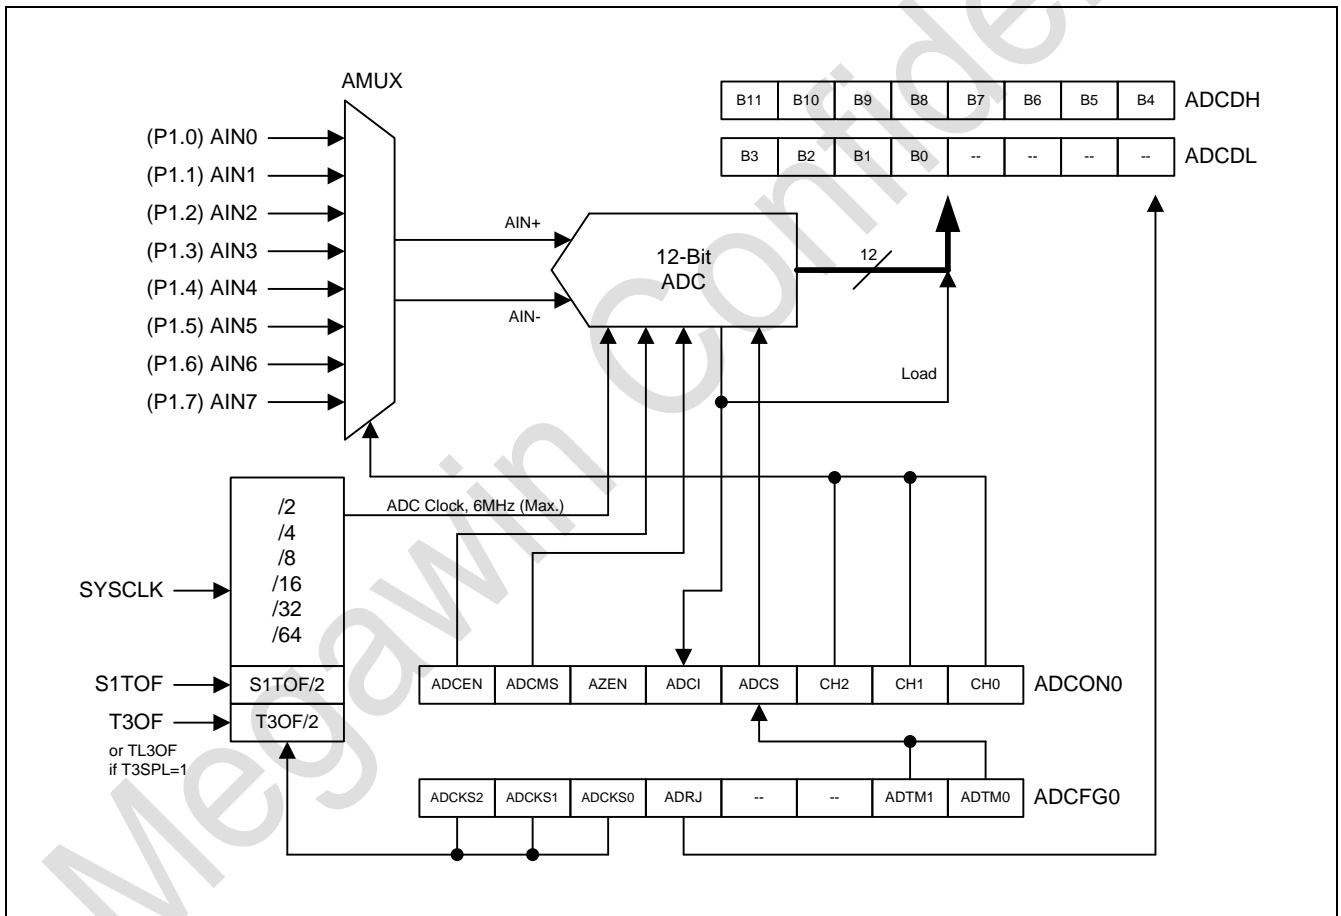 AMUX
(P1.0) AIN0
(P1.1) AIN1
(P1.2) AIN2
(P1.3) AIN3
(P1.4) AIN4
(P1.5) AIN5
(P1.6) AIN6
(P1.7) AIN7
B11 B10 B9 B8 B7 B6 B5 B4 ADCDH
B3 B2 B1 B0 -- -- -- -- ADCDL
AIN+
AIN-
12-Bit
ADC
12
Load
ADC Clock, 6MHz (Max.)
/2
/4
/8
/16
/32
/64
SYSCLK
S1TOF S1TOF/2
T3OF T3OF/2
or TL3OF
if T3SPL=1
ADCEN ADCMS AZEN ADCI ADCS CH2 CH1 CH0 ADCON0
ADCKS2 ADCKS1 ADCKS0 ADRJ -- -- ADTM1 ADTM0 ADCFG0
Megawin Confide